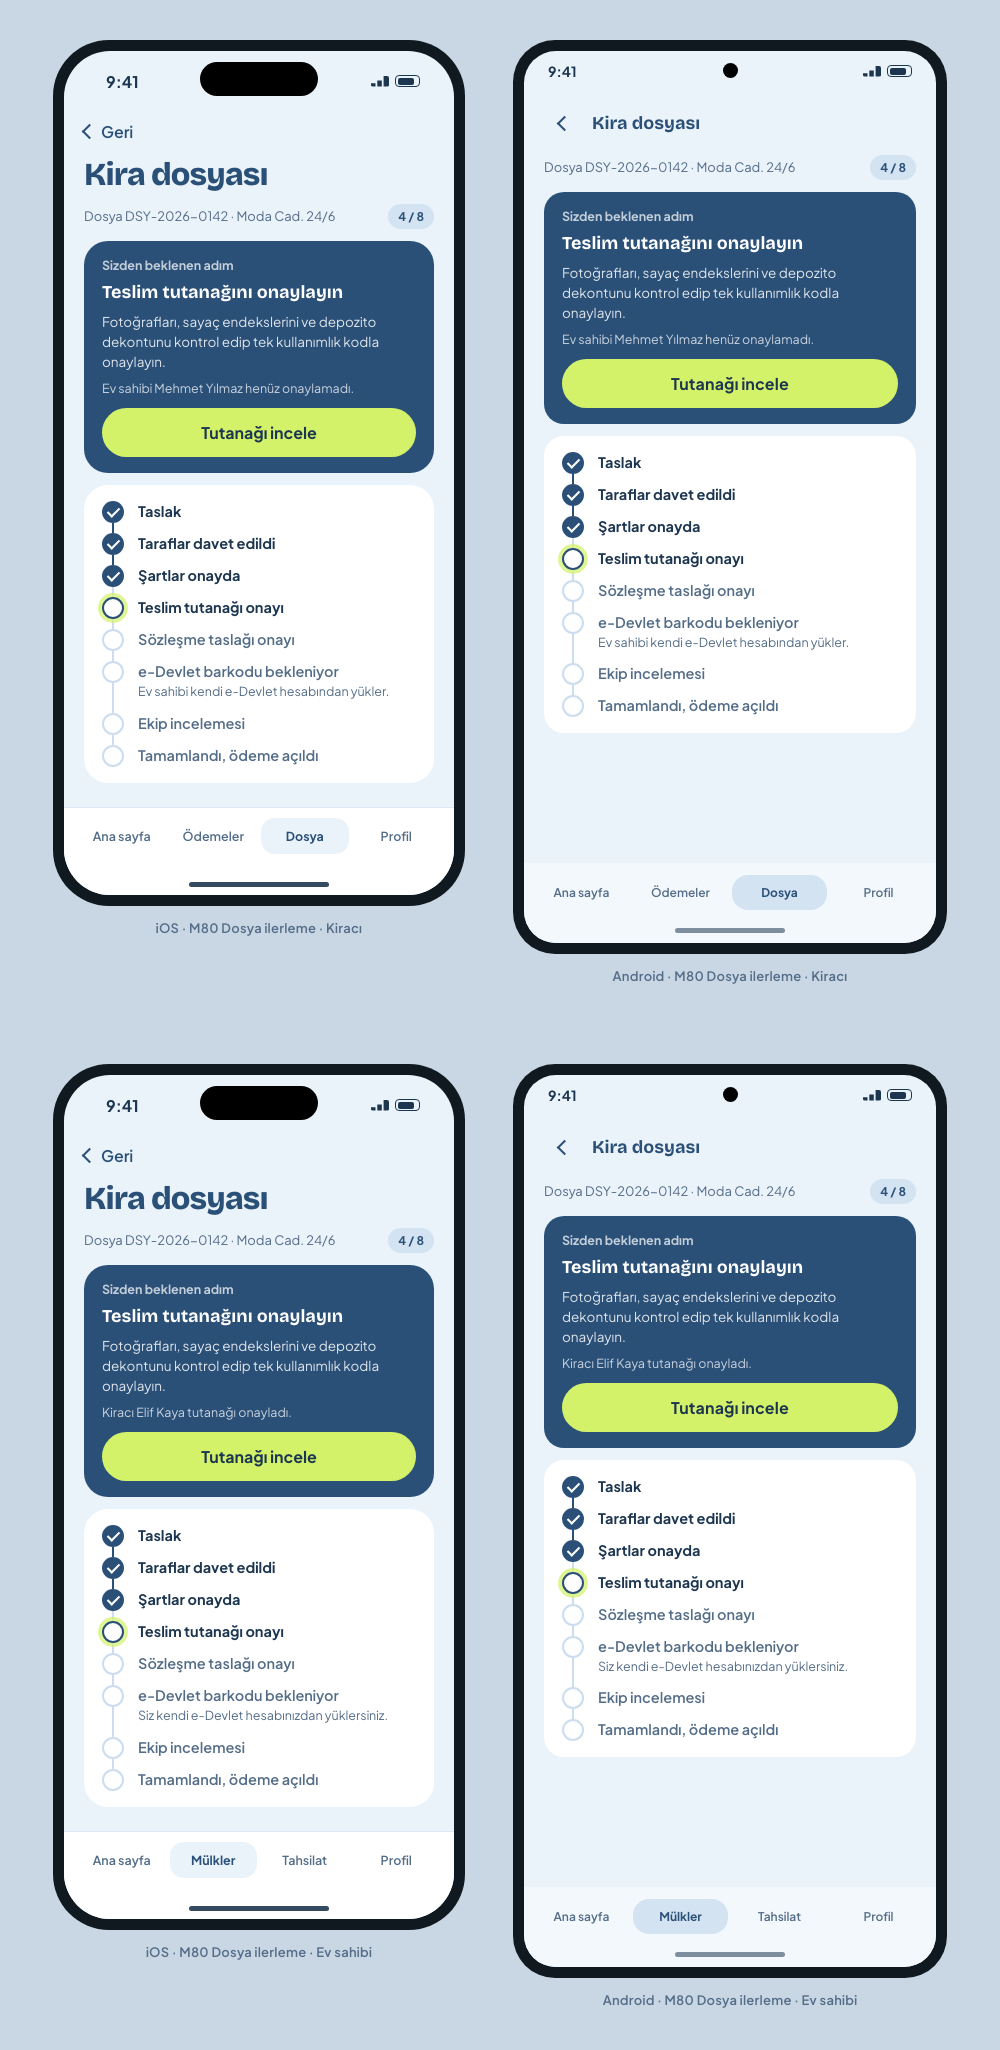 9:41
Geri
Kira dosyası
Dosya DSY-2026-0142 · Moda Cad. 24/6
4 / 8
Sizden beklenen adım
Teslim tutanağını onaylayın
Fotoğrafları, sayaç endekslerini ve depozito
dekontunu kontrol edip tek kullanımlık kodla
onaylayın.
Ev sahibi Mehmet Yılmaz henüz onaylamadı.
Tutanağı incele
Taslak
Taraflar davet edildi
Şartlar onayda
Teslim tutanağı onayı
Sözleşme taslağı onayı
e-Devlet barkodu bekleniyor
Ev sahibi kendi e-Devlet hesabından yükler.
Ekip incelemesi
Tamamlandı, ödeme açıldı
Ana sayfa
Ödemeler
Dosya
Profil
iOS · M80 Dosya ilerleme · Kiracı
9:41
Kira dosyası
Dosya DSY-2026-0142 · Moda Cad. 24/6
4 / 8
Sizden beklenen adım
Teslim tutanağını onaylayın
Fotoğrafları, sayaç endekslerini ve depozito
dekontunu kontrol edip tek kullanımlık kodla
onaylayın.
Ev sahibi Mehmet Yılmaz henüz onaylamadı.
Tutanağı incele
Taslak
Taraflar davet edildi
Şartlar onayda
Teslim tutanağı onayı
Sözleşme taslağı onayı
e-Devlet barkodu bekleniyor
Ev sahibi kendi e-Devlet hesabından yükler.
Ekip incelemesi
Tamamlandı, ödeme açıldı
Ana sayfa
Ödemeler
Dosya
Profil
Android · M80 Dosya ilerleme · Kiracı
9:41
Geri
Kira dosyası
Dosya DSY-2026-0142 · Moda Cad. 24/6
4 / 8
Sizden beklenen adım
Teslim tutanağını onaylayın
Fotoğrafları, sayaç endekslerini ve depozito
dekontunu kontrol edip tek kullanımlık kodla
onaylayın.
Kiracı Elif Kaya tutanağı onayladı.
Tutanağı incele
Taslak
Taraflar davet edildi
Şartlar onayda
Teslim tutanağı onayı
Sözleşme taslağı onayı
e-Devlet barkodu bekleniyor
Siz kendi e-Devlet hesabınızdan yüklersiniz.
Ekip incelemesi
Tamamlandı, ödeme açıldı
Ana sayfa
Mülkler
Tahsilat
Profil
iOS · M80 Dosya ilerleme · Ev sahibi
9:41
Kira dosyası
Dosya DSY-2026-0142 · Moda Cad. 24/6
4 / 8
Sizden beklenen adım
Teslim tutanağını onaylayın
Fotoğrafları, sayaç endekslerini ve depozito
dekontunu kontrol edip tek kullanımlık kodla
onaylayın.
Kiracı Elif Kaya tutanağı onayladı.
Tutanağı incele
Taslak
Taraflar davet edildi
Şartlar onayda
Teslim tutanağı onayı
Sözleşme taslağı onayı
e-Devlet barkodu bekleniyor
Siz kendi e-Devlet hesabınızdan yüklersiniz.
Ekip incelemesi
Tamamlandı, ödeme açıldı
Ana sayfa
Mülkler
Tahsilat
Profil
Android · M80 Dosya ilerleme · Ev sahibi